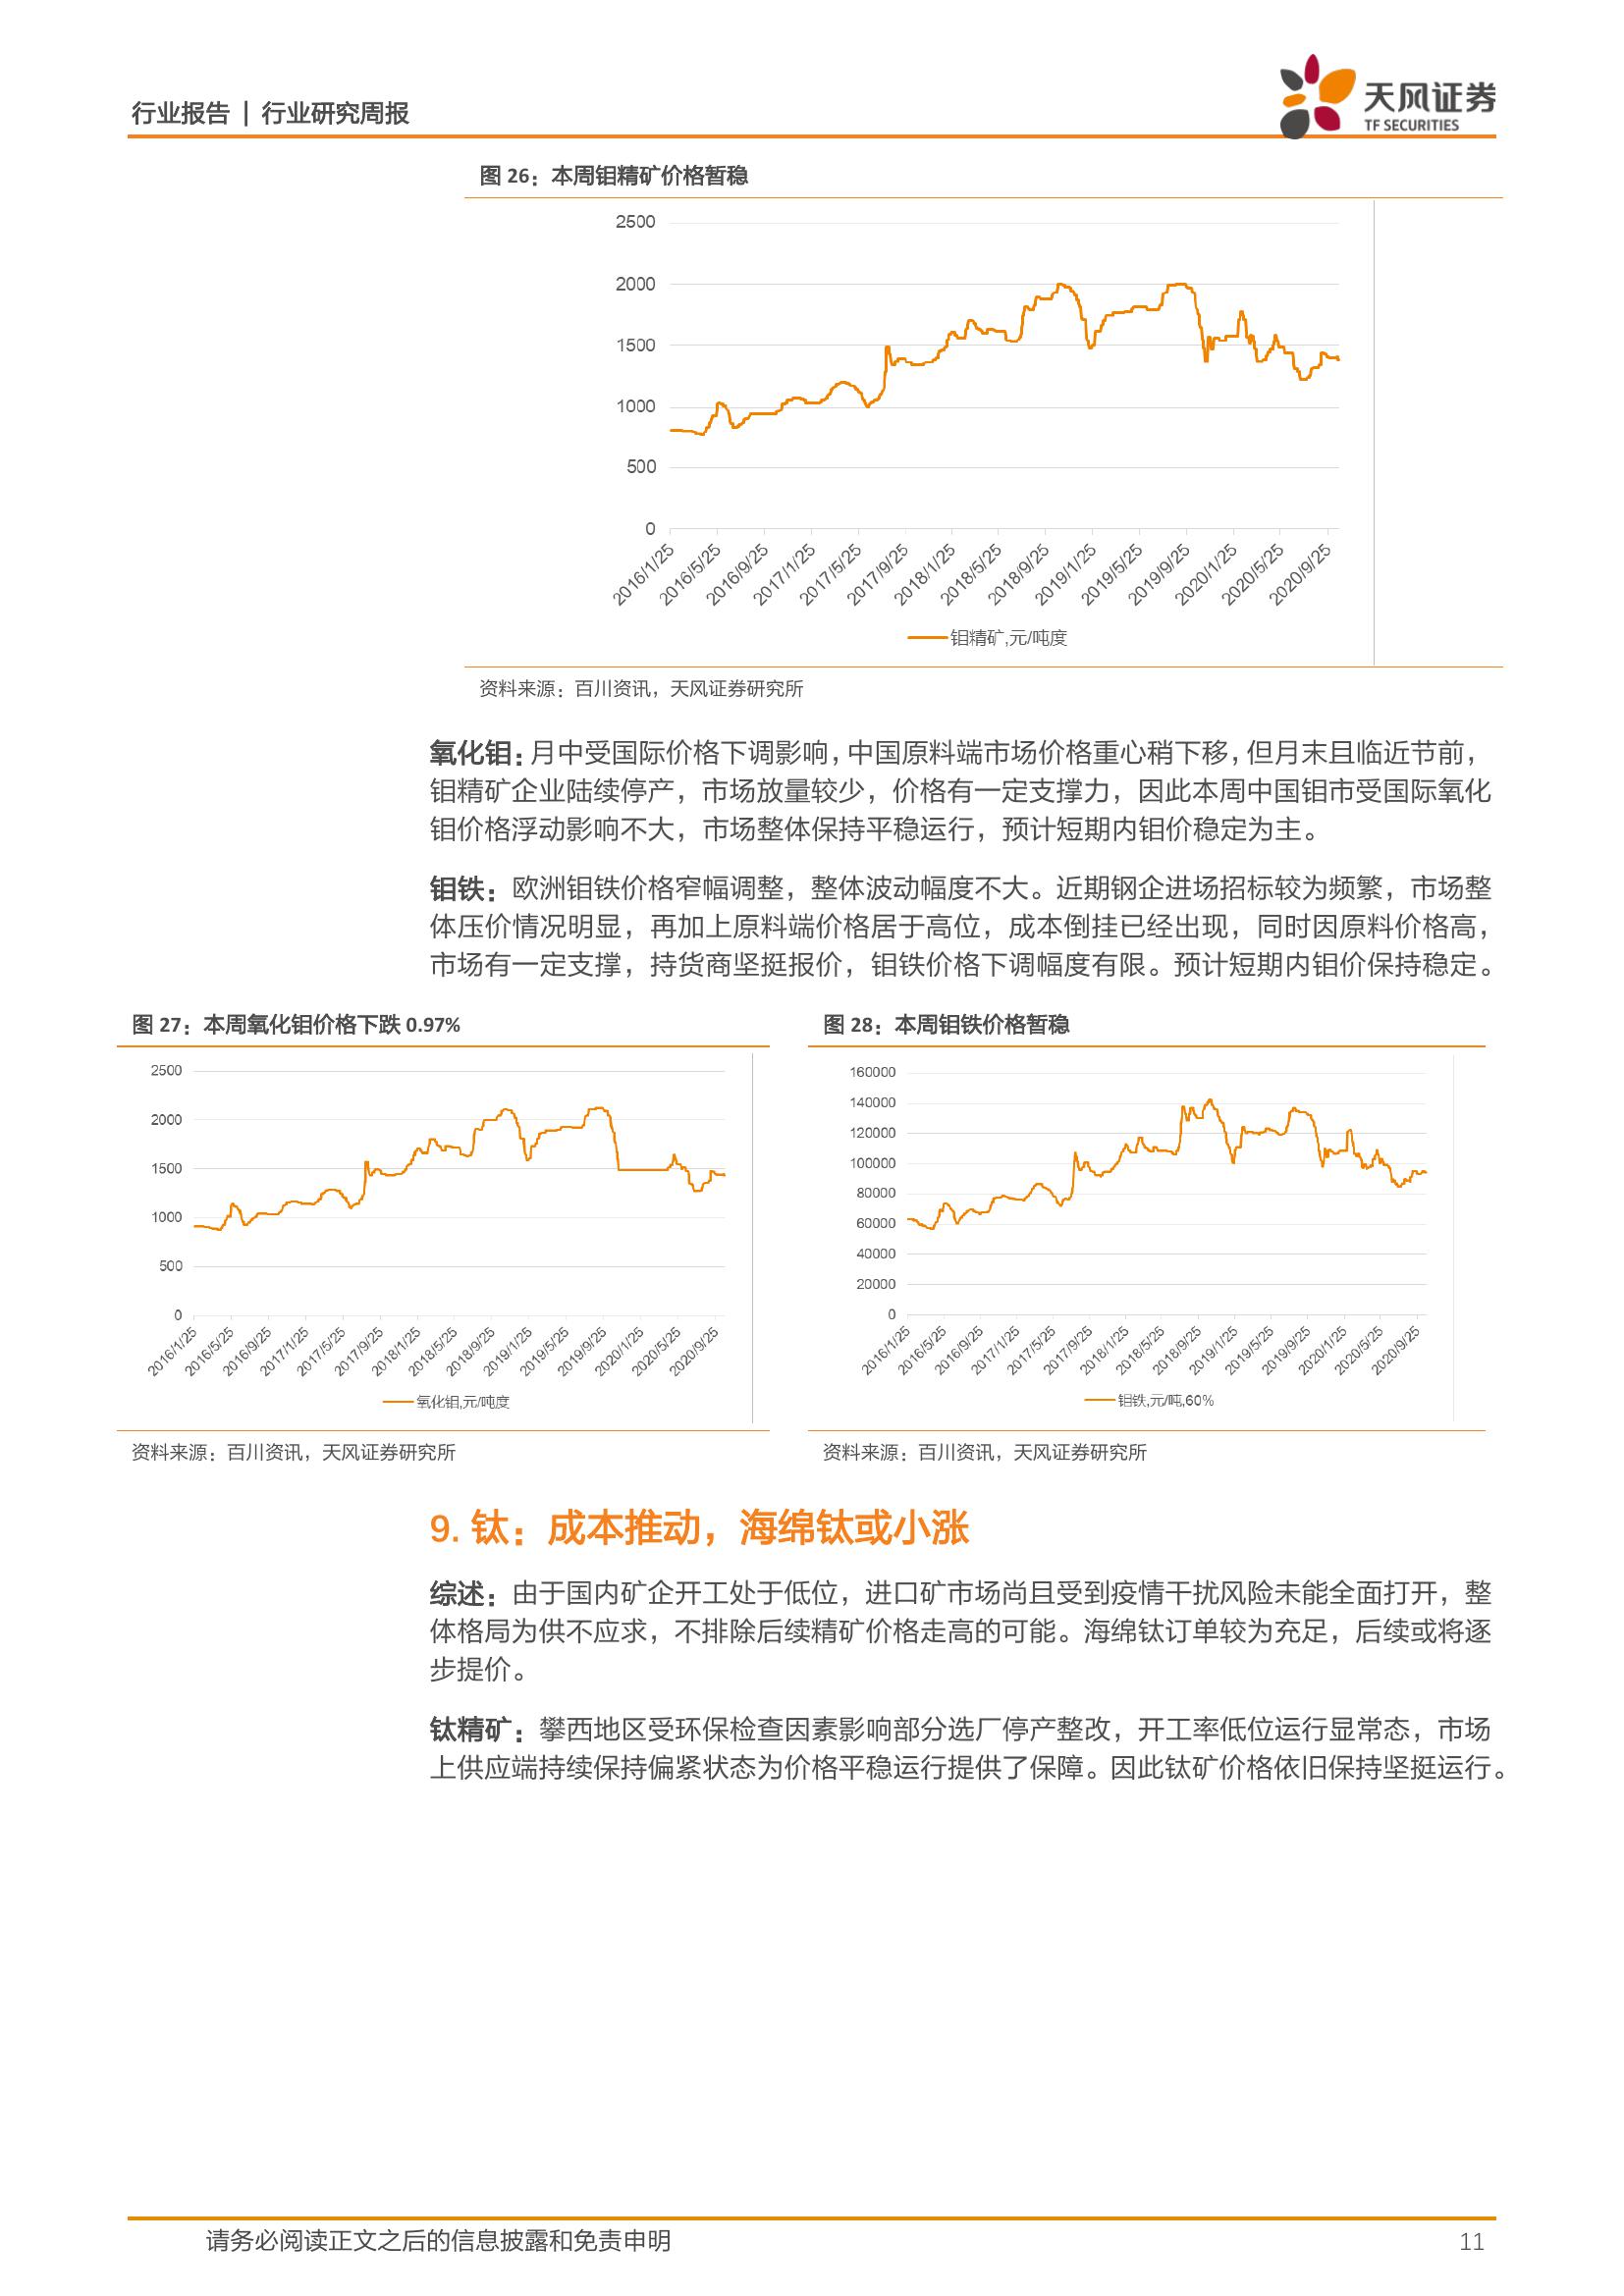 行业报告 | 行业研究周报
天风证券
TF SECURITIES
图 26：本周钼精矿价格暂稳
2500
2000
1500
1000
500
0
2016/1/25
2016/5/25
2016/9/25
2017/1/25
2017/5/25
2017/9/25
2018/1/25
2018/5/25
2018/9/25
2019/1/25
2019/5/25
2019/9/25
2020/1/25
2020/5/25
2020/9/25
钼精矿,元/吨度
资料来源：百川资讯，天风证券研究所
氧化钼：月中受国际价格下调影响，中国原料端市场价格重心稍下移，但月末且临近节前，
钼精矿企业陆续停产，市场放量较少，价格有一定支撑力，因此本周中国钼市受国际氧化
钼价格浮动影响不大，市场整体保持平稳运行，预计短期内钼价稳定为主。
钼铁：欧洲钼铁价格窄幅调整，整体波动幅度不大。近期钢企进场招标较为频繁，市场整
体压价情况明显，再加上原料端价格居于高位，成本倒挂已经出现，同时因原料价格高，
市场有一定支撑，持货商坚挺报价，钼铁价格下调幅度有限。预计短期内钼价保持稳定。
图 27：本周氧化钼价格下跌 0.97%
2500
2000
1500
1000
500
0
2016/1/25
2016/5/25
2016/9/25
2017/1/25
2017/5/25
2017/9/25
2018/1/25
2018/5/25
2018/9/25
2019/1/25
2019/5/25
2019/9/25
2020/1/25
2020/5/25
2020/9/25
氧化钼,元/吨度
资料来源：百川资讯，天风证券研究所
图 28：本周钼铁价格暂稳
160000
140000
120000
100000
80000
60000
40000
20000
0
2016/1/25
2016/5/25
2016/9/25
2017/1/25
2017/5/25
2017/9/25
2018/1/25
2018/5/25
2018/9/25
2019/1/25
2019/5/25
2019/9/25
2020/1/25
2020/5/25
2020/9/25
钼铁,元/吨,60%
资料来源：百川资讯，天风证券研究所
9. 钛：成本推动，海绵钛或小涨
综述：由于国内矿企开工处于低位，进口矿市场尚且受到疫情干扰风险未能全面打开，整
体格局为供不应求，不排除后续精矿价格走高的可能。海绵钛订单较为充足，后续或将逐
步提价。
钛精矿：攀西地区受环保检查因素影响部分选厂停产整改，开工率低位运行显常态，市场
上供应端持续保持偏紧状态为价格平稳运行提供了保障。因此钛矿价格依旧保持坚挺运行。
请务必阅读正文之后的信息披露和免责申明
11